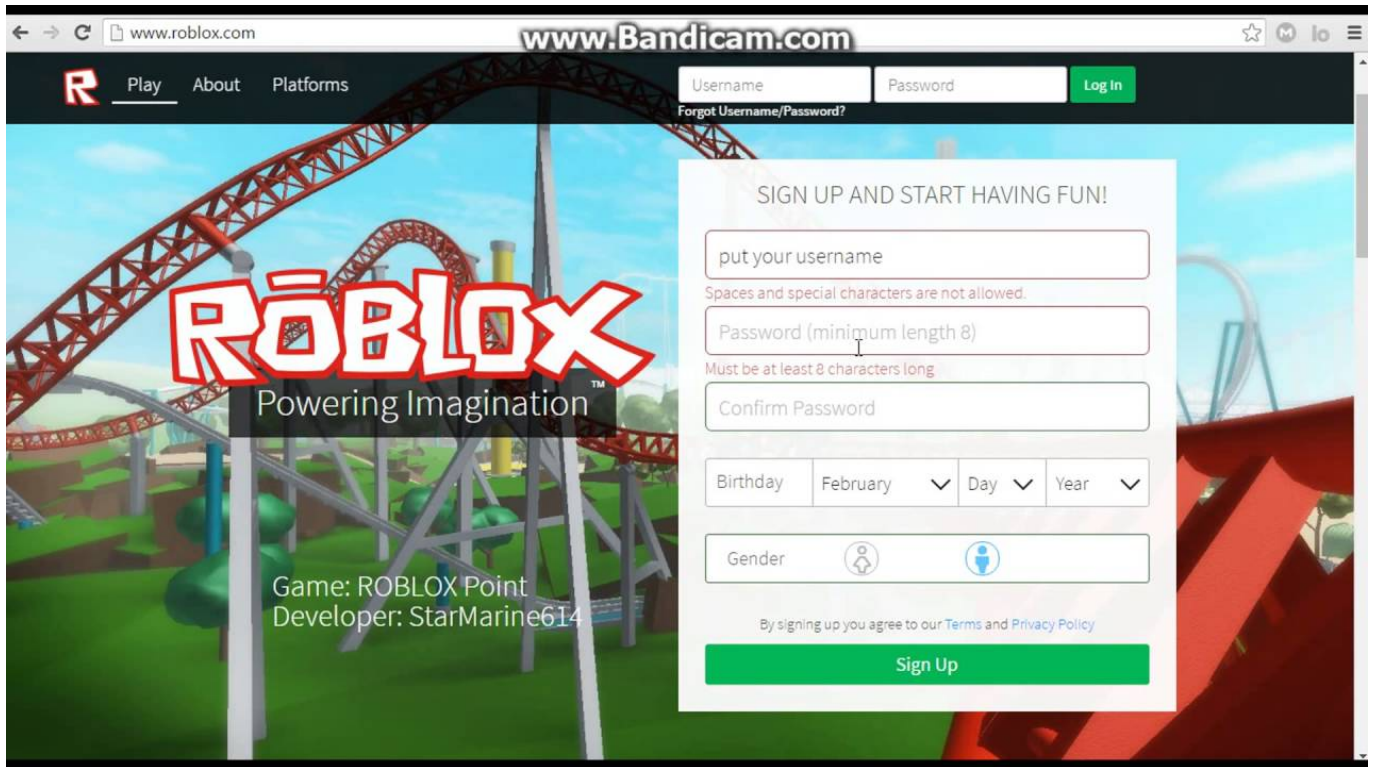 www.roblox.com
www.Bandicam.com
Play About Platforms
Username Password Log In
Forgot Username/Password?
SIGN UP AND START HAVING FUN!
put your username
Spaces and special characters are not allowed.
Password (minimum length 8)
Must be at least 8 characters long
Confirm Password
Birthday February Day Year
Gender
By signing up you agree to our Terms and Privacy Policy
Sign Up
RŌBLOX
TM
Powering Imagination
Game: ROBLOX Point
Developer: StarMarine614